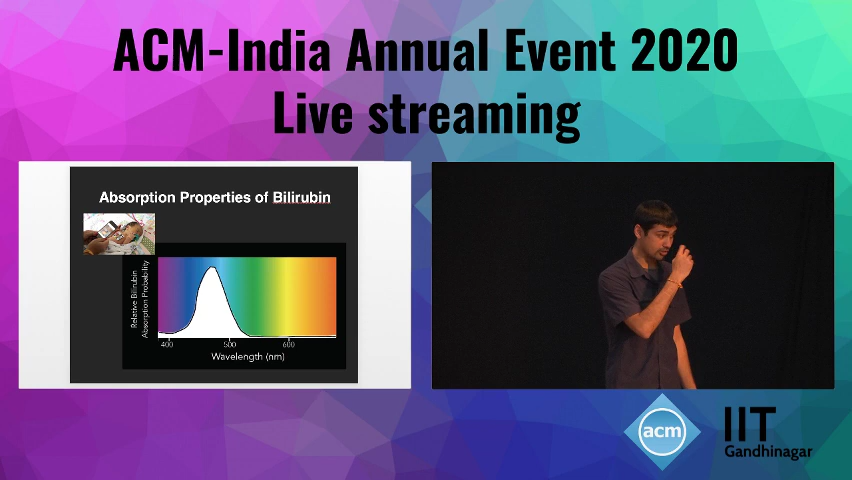 ACM-India Annual Event 2020
Live streaming
Absorption Properties of Bilirubin
Relative Bilirubin
Absorption Probability
400
500
600
Wavelength (nm)
acm
IIT
Gandhinagar